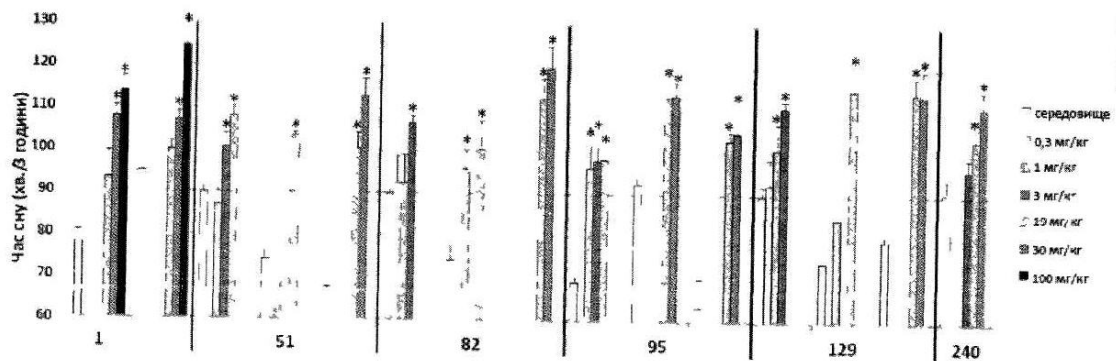 130
120
110
100
90
80
70
60
Час сну (хв./3 години)
1
51
82
95
129
240
середовище
0,3 мг/кг
1 мг/кг
3 мг/кг
10 мг/кг
30 мг/кг
100 мг/кг